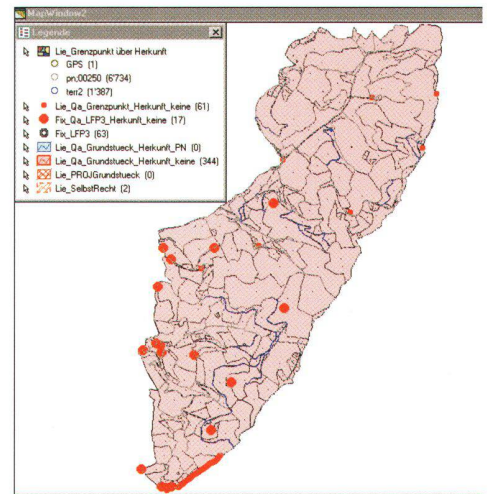 MapWindow2
Legende
Lie_Grenzpunkt über Herkunft
GPS (1)
pn;00250 (6'734)
terr2 (1'387)
Lie_Qa_Grenzpunkt_Herkunft_keine (61)
Fix_Qa_LFP3_Herkunft_keine (17)
Fix_LFP3 (63)
Lie_Qa_Grundstueck_Herkunft_PN (0)
Lie_Qa_Grundstueck_Herkunft_keine (344)
Lie_PROJGrundstueck (0)
Lie_SelbstRecht (2)